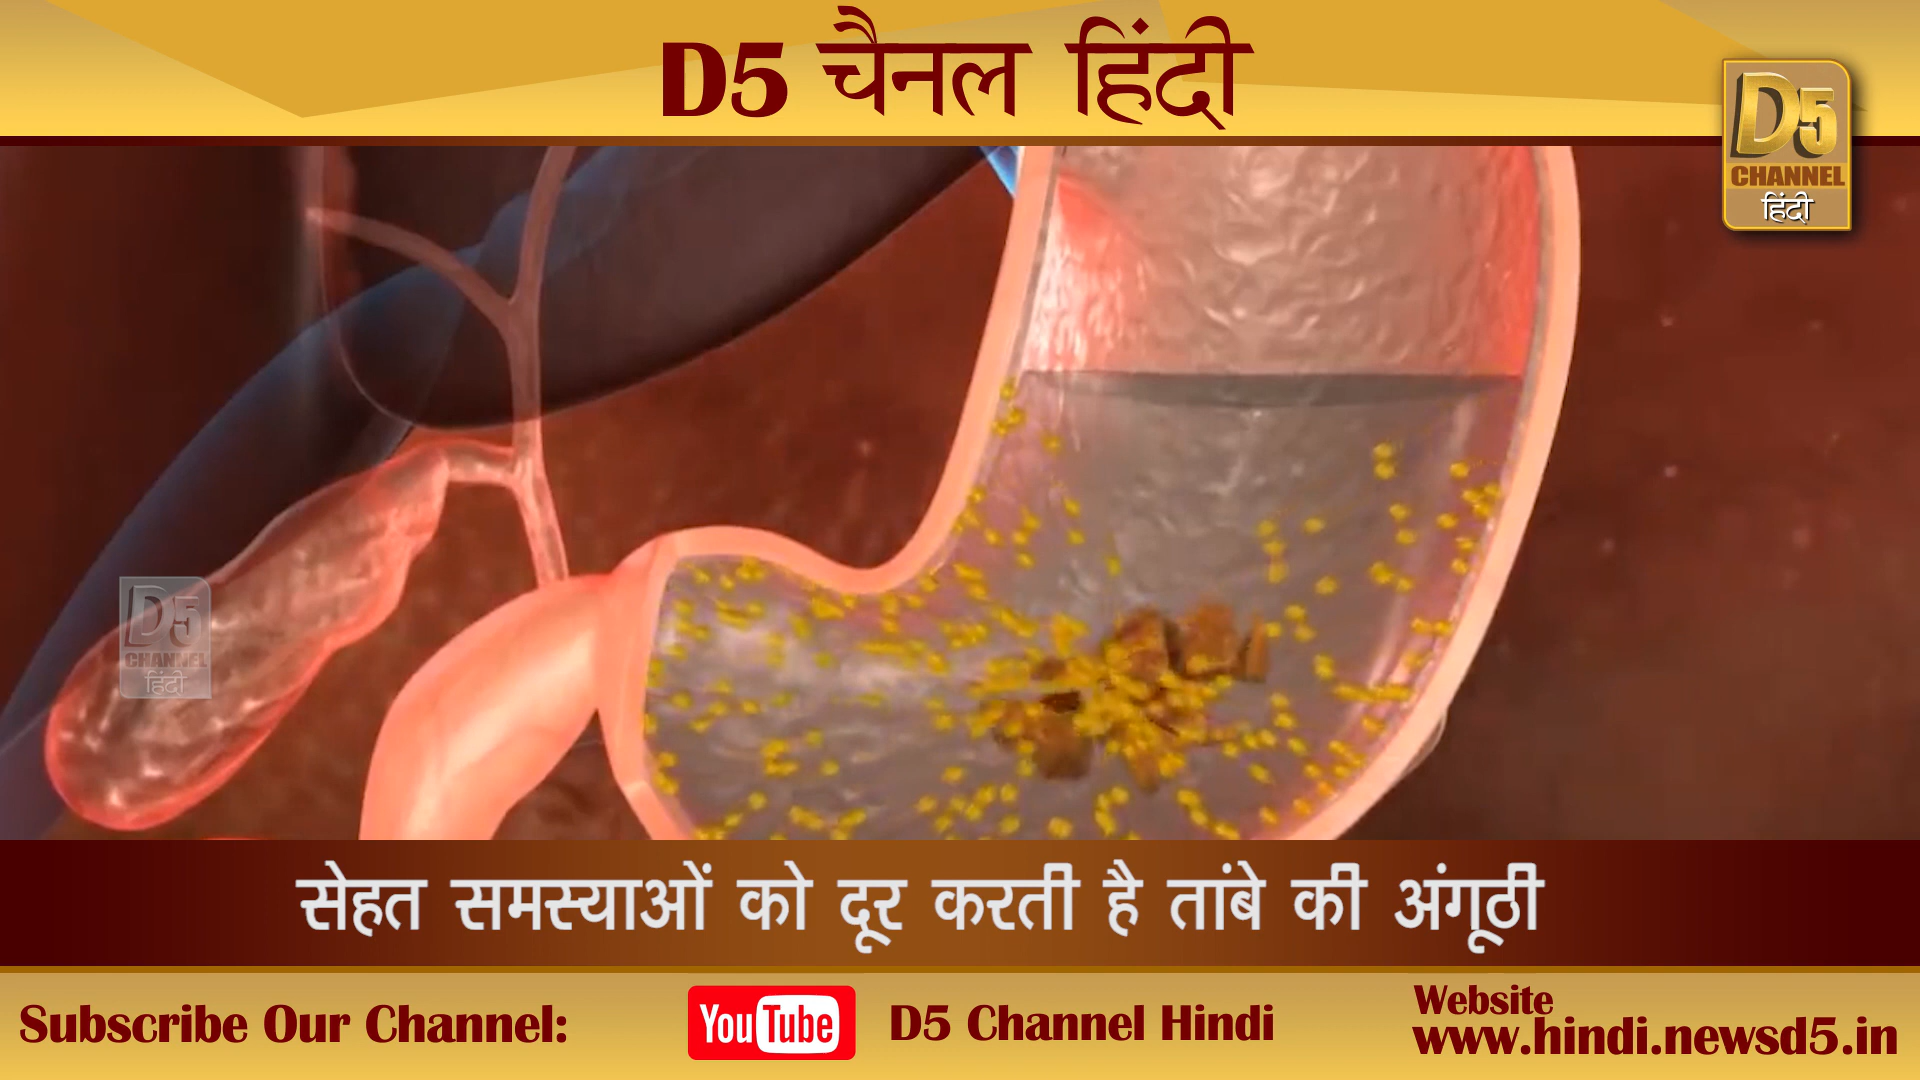 D5 चैनल हिंदी
D5
CHANNEL
हिंदी
D5
CHANNEL
हिंदी
सेहत समस्याओं को दूर करती है तांबे की अंगूठी
Subscribe Our Channel:
YouTube
D5 Channel Hindi
Website
www.hindi.newsd5.in